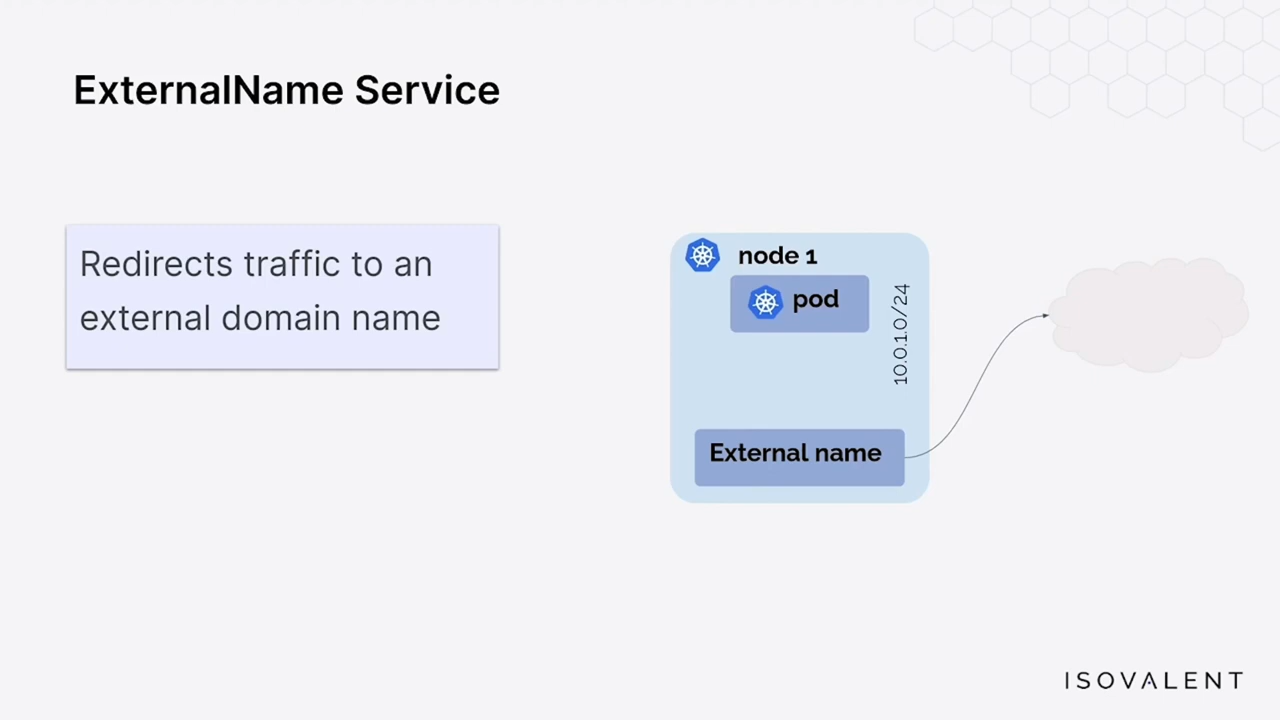 ExternalName Service
Redirects traffic to an
external domain name
node 1
pod
10.0.1.0/24
External name
ISOVALENT